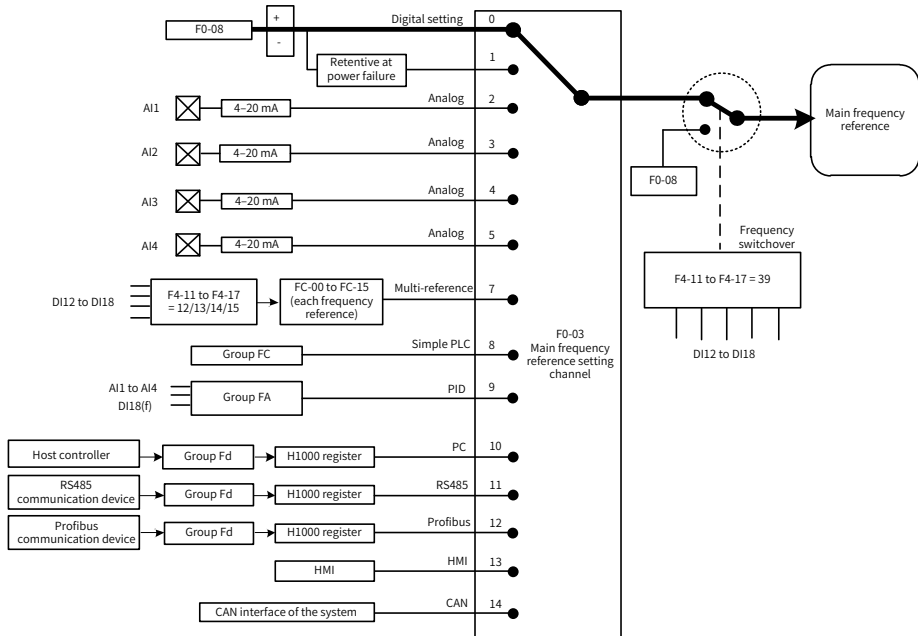 F0-08
+
-
Digital setting
0
Retentive at
power failure
1
AI1
4–20 mA
Analog
2
AI2
4–20 mA
Analog
3
AI3
4–20 mA
Analog
4
AI4
4–20 mA
Analog
5
DI12 to DI18
F4-11 to F4-17
= 12/13/14/15
FC-00 to FC-15
(each frequency
reference)
Multi-reference
7
Group FC
Simple PLC
8
AI1 to AI4
DI18(f)
Group FA
PID
9
Host controller
Group Fd
H1000 register
PC
10
RS485
communication device
Group Fd
H1000 register
RS485
11
Profibus
communication device
Group Fd
H1000 register
Profibus
12
HMI
HMI
13
CAN interface of the system
CAN
14
F0-03
Main frequency
reference setting
channel
F0-08
Main frequency
reference
Frequency
switchover
F4-11 to F4-17 = 39
DI12 to DI18